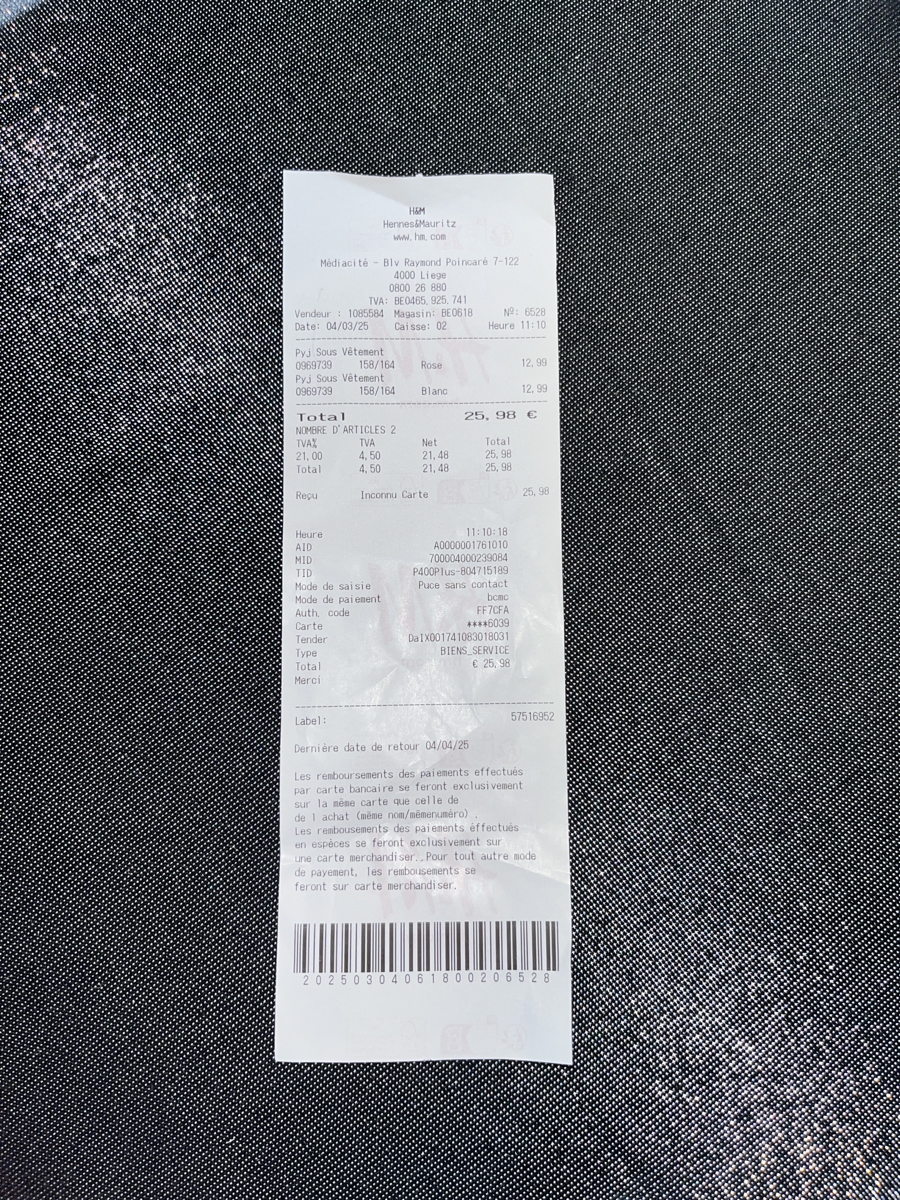 H&M
Hennes&Mauritz
www.hm.com
Médiacité - Blv Raymond Poincaré 7-122
4000 Liege
0800 26 880
TVA: BE0465.925.741
Vendeur : 1085584 Magasin: BE0618 Nº: 6528
Date: 04/03/25 Caisse: 02 Heure 11:10
Pyj Sous Vêtement
0969739 158/164 Rose 12,99
Pyj Sous Vêtement
0969739 158/164 Blanc 12,99
Total 25,98 €
NOMBRE D'ARTICLES 2
TVA% TVA Net Total
21,00 4,50 21,48 25,98
Total 4,50 21,48 25,98
Reçu Inconnu Carte 25,98
Heure 11:10:18
AID A0000001761010
MID 700004000239084
TID P400Plus-804715189
Mode de saisie Puce sans contact
Mode de paiement bcmc
Auth. code FF7CFA
Carte ****6039
Tender DalX001741083018031
Type BIENS_SERVICE
Total € 25,98
Merci
Label: 57516952
Dernière date de retour 04/04/25
Les remboursements des paiements effectués
par carte bancaire se feront exclusivement
sur la même carte que celle de
de l achat (même nom/mêmenuméro) .
Les rembousements des paiements éffectués
en espèces se feront exclusivement sur
une carte merchandiser..Pour tout autre mode
de payement, les rembousements se
feront sur carte merchandiser.
20250304061800206528